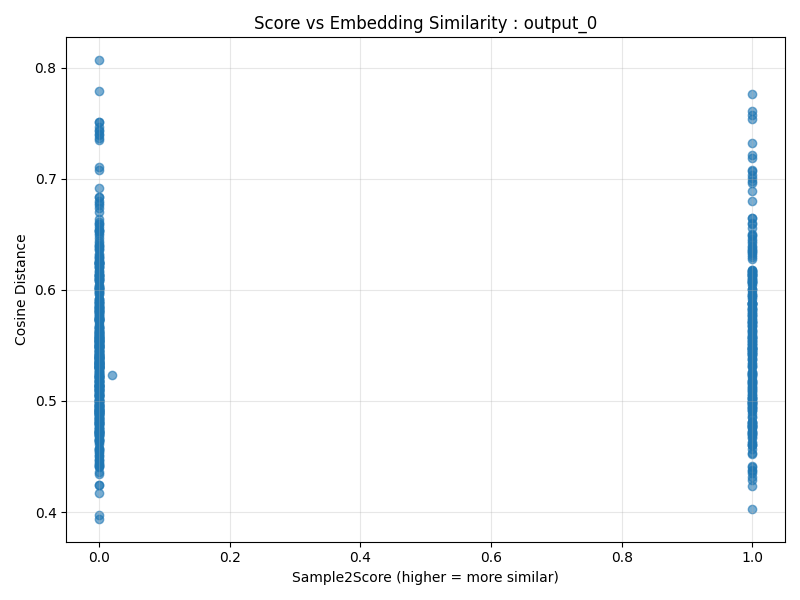 Score vs Embedding Similarity : output_0
Cosine Distance
0.8
0.7
0.6
0.5
0.4
0.0 0.2 0.4 0.6 0.8 1.0
Sample2Score (higher = more similar)